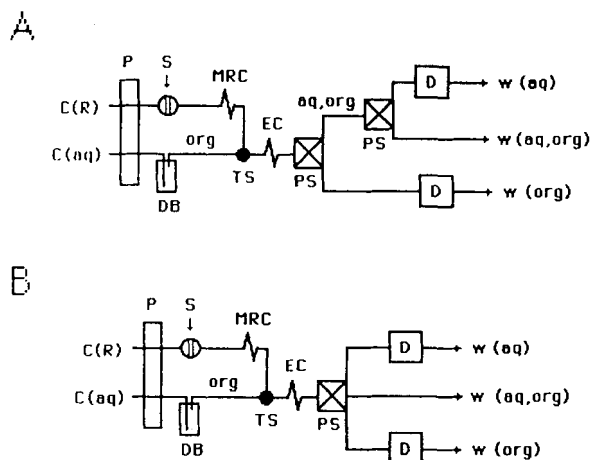 A
P
S
MRC
C(R)
aq,org
D
w (aq)
EC
PS
w (aq,org)
C(aq)
org
TS
PS
D
w (org)
DB
B
P
S
MRC
C(R)
D
w (aq)
EC
org
C(aq)
w (aq,org)
TS
PS
DB
D
w (org)